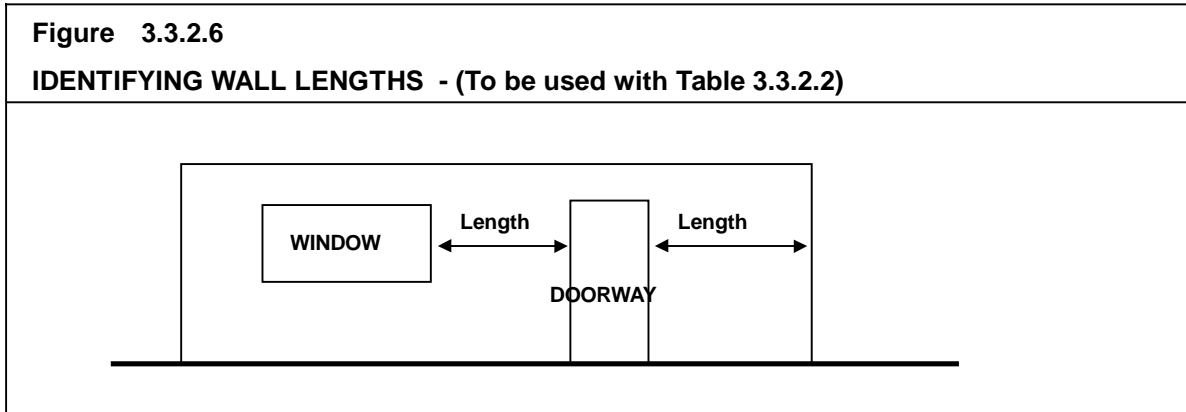 Figure 3.3.2.6
IDENTIFYING WALL LENGTHS - (To be used with Table 3.3.2.2)
Length
Length
WINDOW
DOORWAY